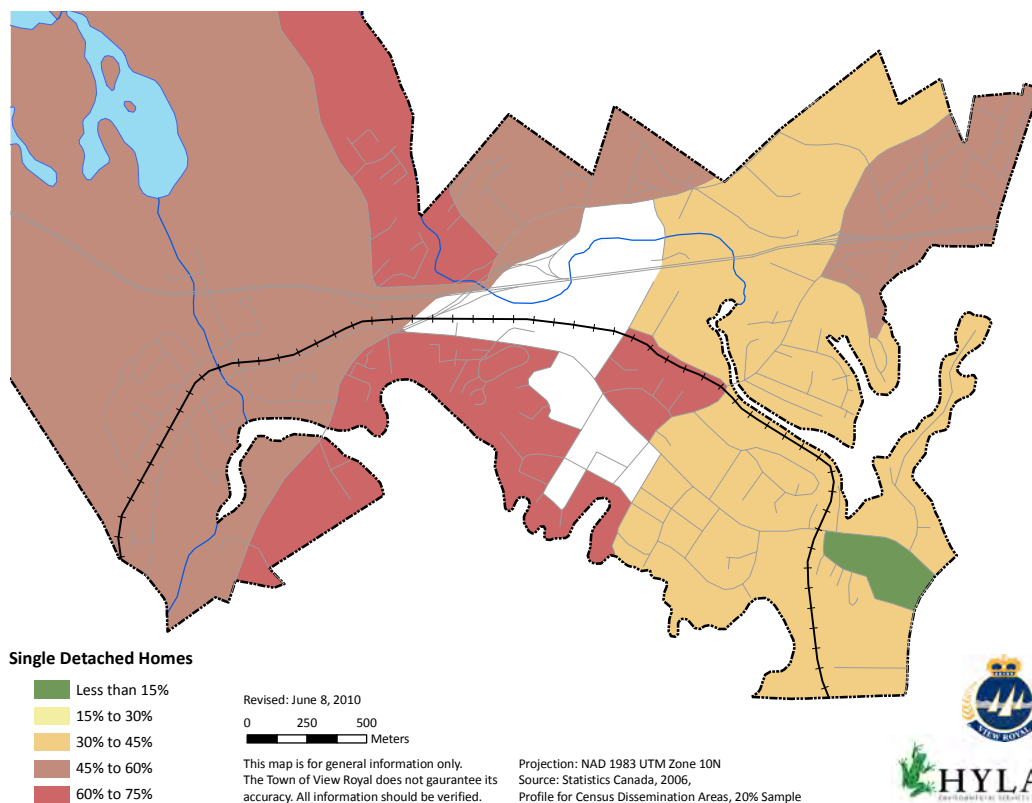 Single Detached Homes
Less than 15%
15% to 30%
30% to 45%
45% to 60%
60% to 75%
Revised: June 8, 2010
0 250 500
Meters
This map is for general information only.
The Town of View Royal does not gaurantee its
accuracy. All information should be verified.
Projection: NAD 1983 UTM Zone 10N
Source: Statistics Canada, 2006,
Profile for Census Dissemination Areas, 20% Sample
VIEW ROYAL
HYLA